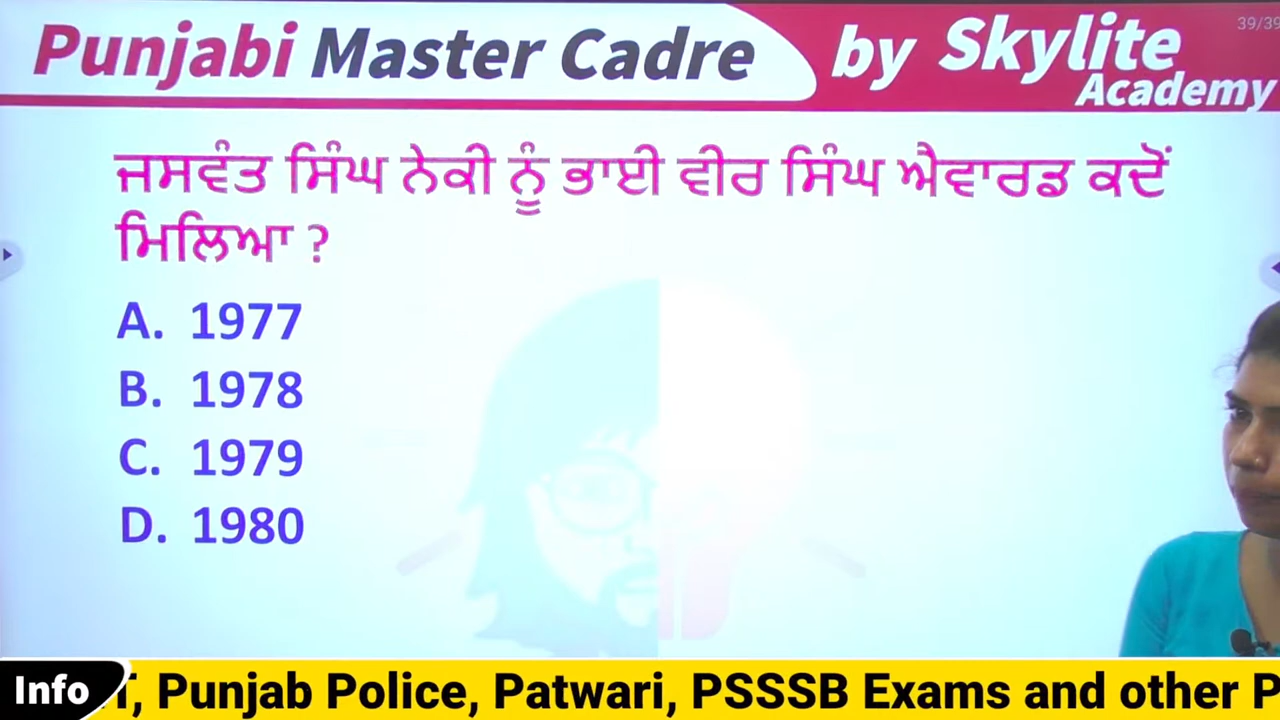 Punjabi Master Cadre by Skylite Academy
39/39
ਜਸਵੰਤ ਸਿੰਘ ਨੇਕੀ ਨੂੰ ਭਾਈ ਵੀਰ ਸਿੰਘ ਐਵਾਰਡ ਕਦੋਂ
ਮਿਲਿਆ ?
A. 1977
B. 1978
C. 1979
D. 1980
Info
, Punjab Police, Patwari, PSSSB Exams and other P